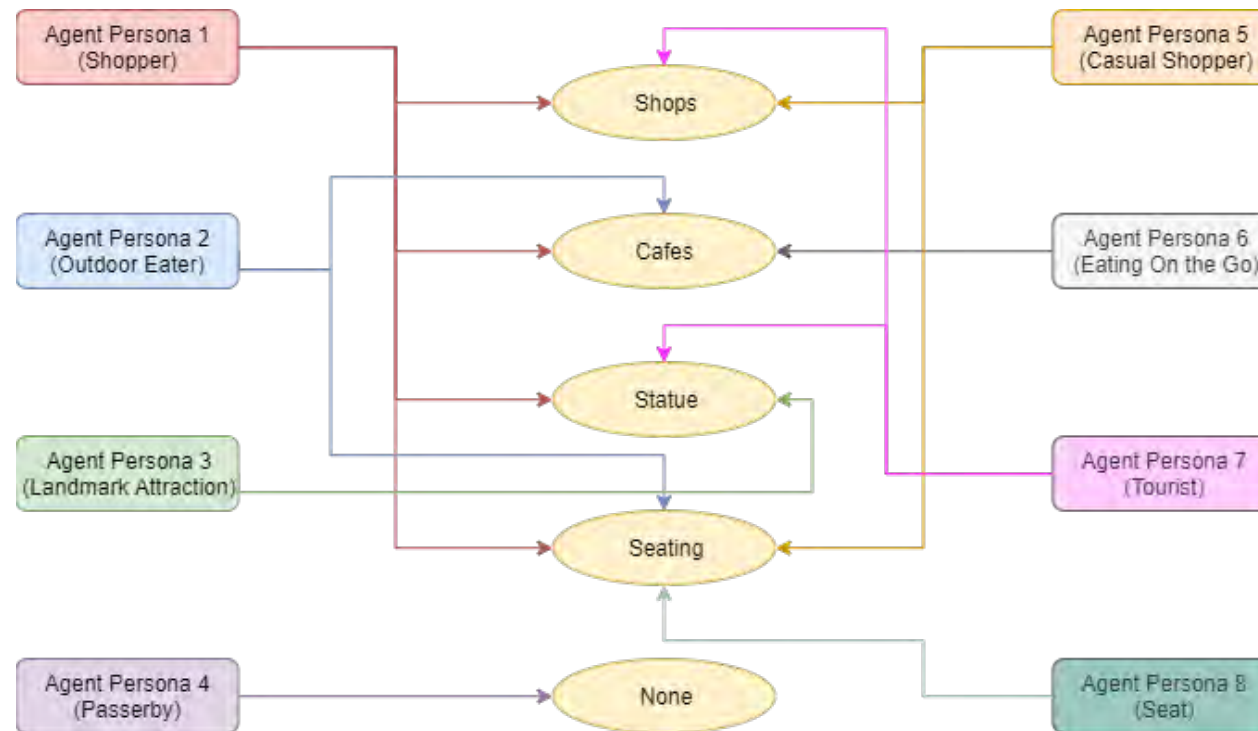 Agent Persona 1
(Shopper)
Agent Persona 5
(Casual Shopper)
Shops
Agent Persona 2
(Outdoor Eater)
Cafes
Agent Persona 6
(Eating On the Go)
Statue
Agent Persona 3
(Landmark Attraction)
Agent Persona 7
(Tourist)
Seating
Agent Persona 4
(Passerby)
None
Agent Persona 8
(Seat)